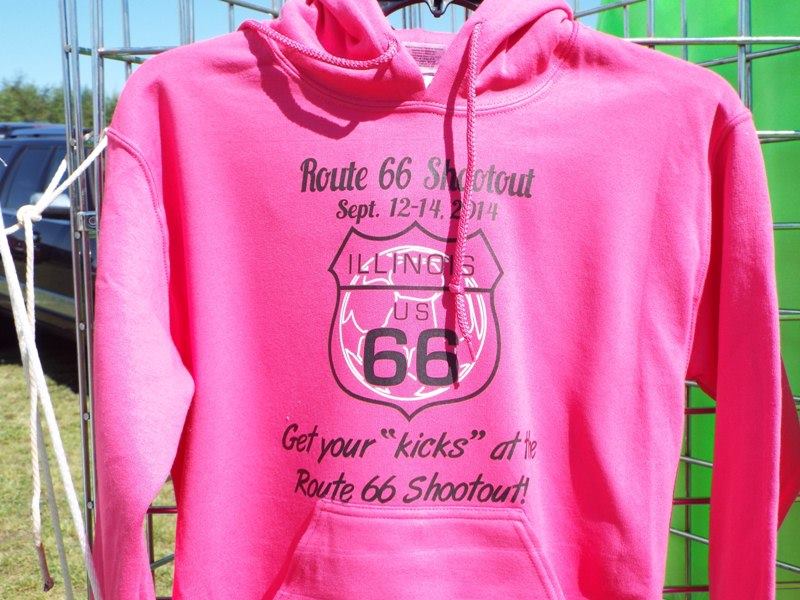 Route 66 Shootout
Sept. 12-14, 2014
ILLINOIS
US
66
Get your "kicks" at the
Route 66 Shootout!